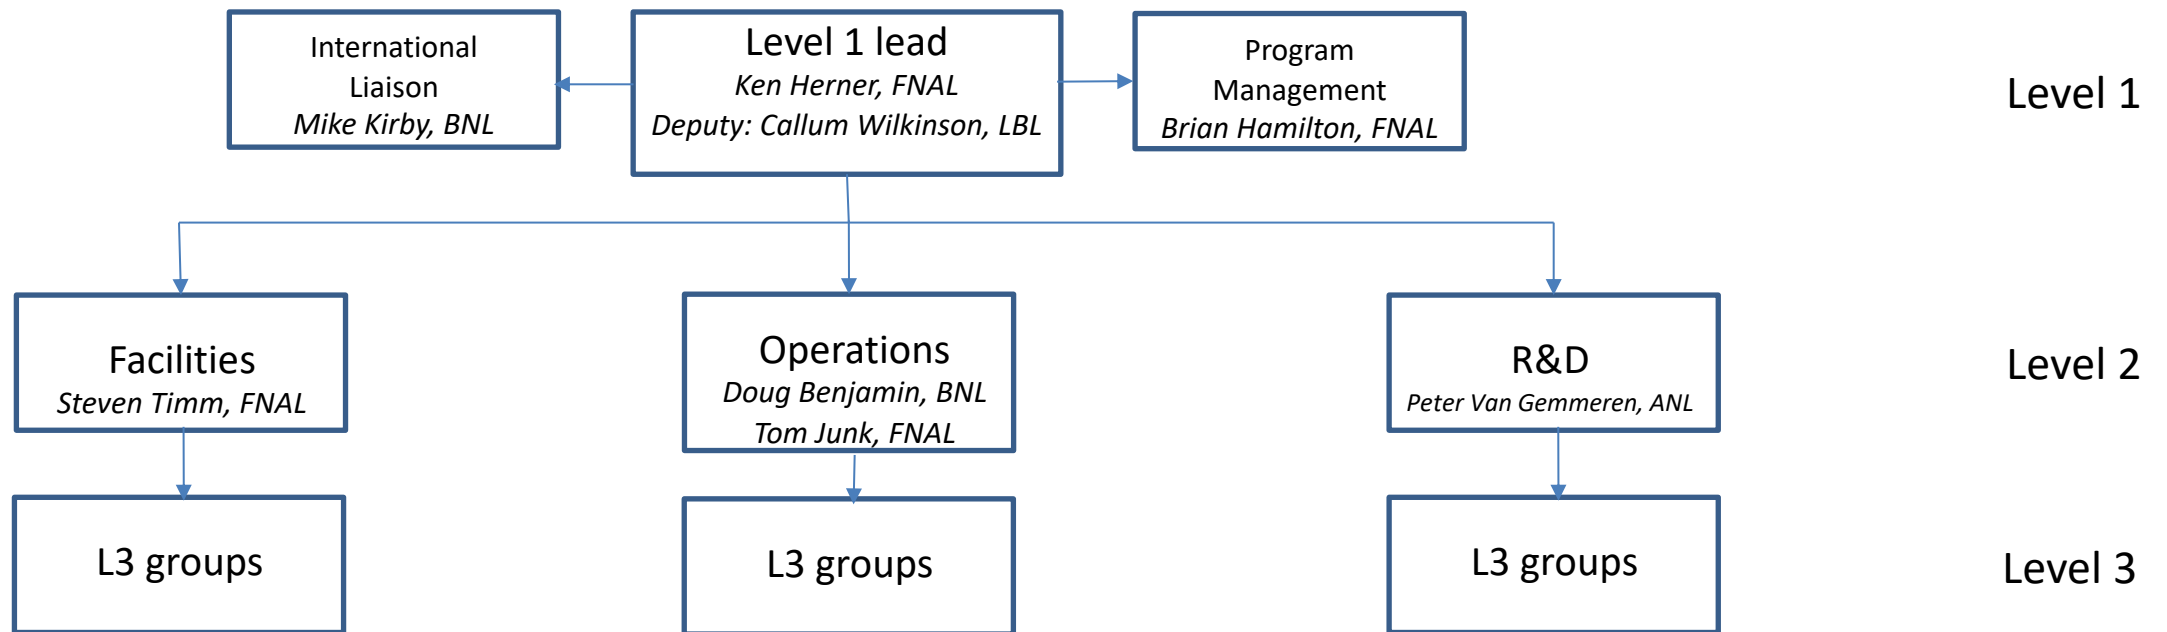 International
Liaison
Mike Kirby, BNL
Level 1 lead
Ken Herner, FNAL
Deputy: Callum Wilkinson, LBL
Program
Management
Brian Hamilton, FNAL
Level 1
Facilities
Steven Timm, FNAL
Operations
Doug Benjamin, BNL
Tom Junk, FNAL
R&D
Peter Van Gemmeren, ANL
Level 2
L3 groups
L3 groups
L3 groups
Level 3